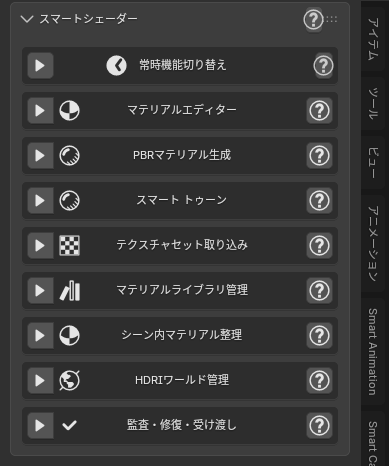 スマートシェーダー
常時機能切り替え
マテリアルエディター
PBRマテリアル生成
スマート トゥーン
テクスチャセット取り込み
マテリアルライブラリ管理
シーン内マテリアル整理
HDRIワールド管理
監査・修復・受け渡し
アイテム
ツール
ビュー
アニメーション
Smart Animation
Smart Ca